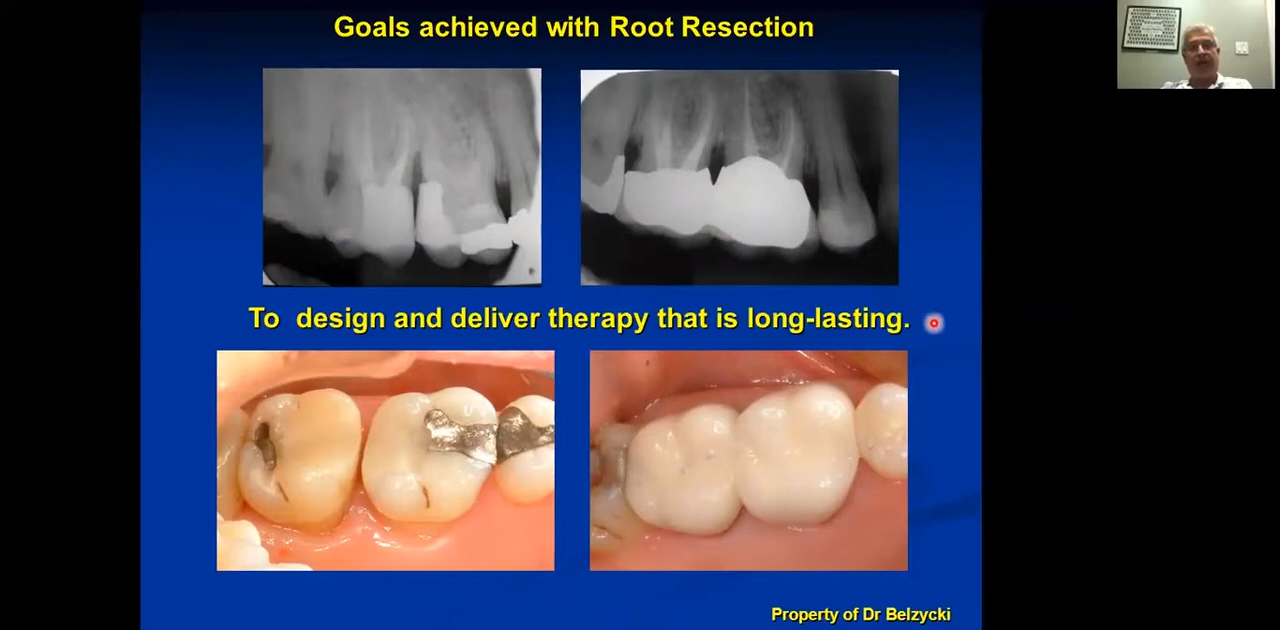 Goals achieved with Root Resection
To design and deliver therapy that is long-lasting.
Property of Dr Belzycki